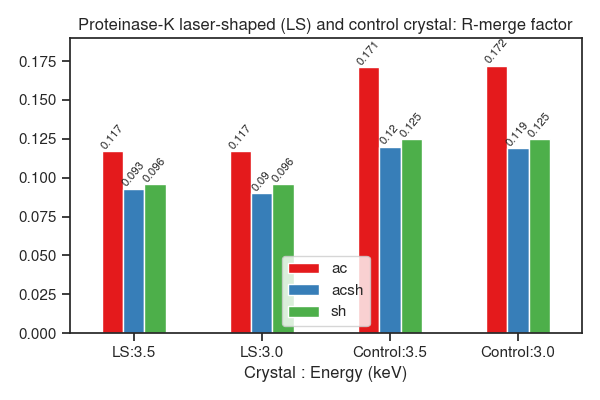 Proteinase-K laser-shaped (LS) and control crystal: R-merge factor
0.175
0.150
0.125
0.100
0.075
0.050
0.025
0.000
0.117
0.093
0.096
0.117
0.09
0.096
0.171
0.12
0.125
0.172
0.119
0.125
ac
acsh
sh
LS:3.5
LS:3.0
Control:3.5
Control:3.0
Crystal : Energy (keV)